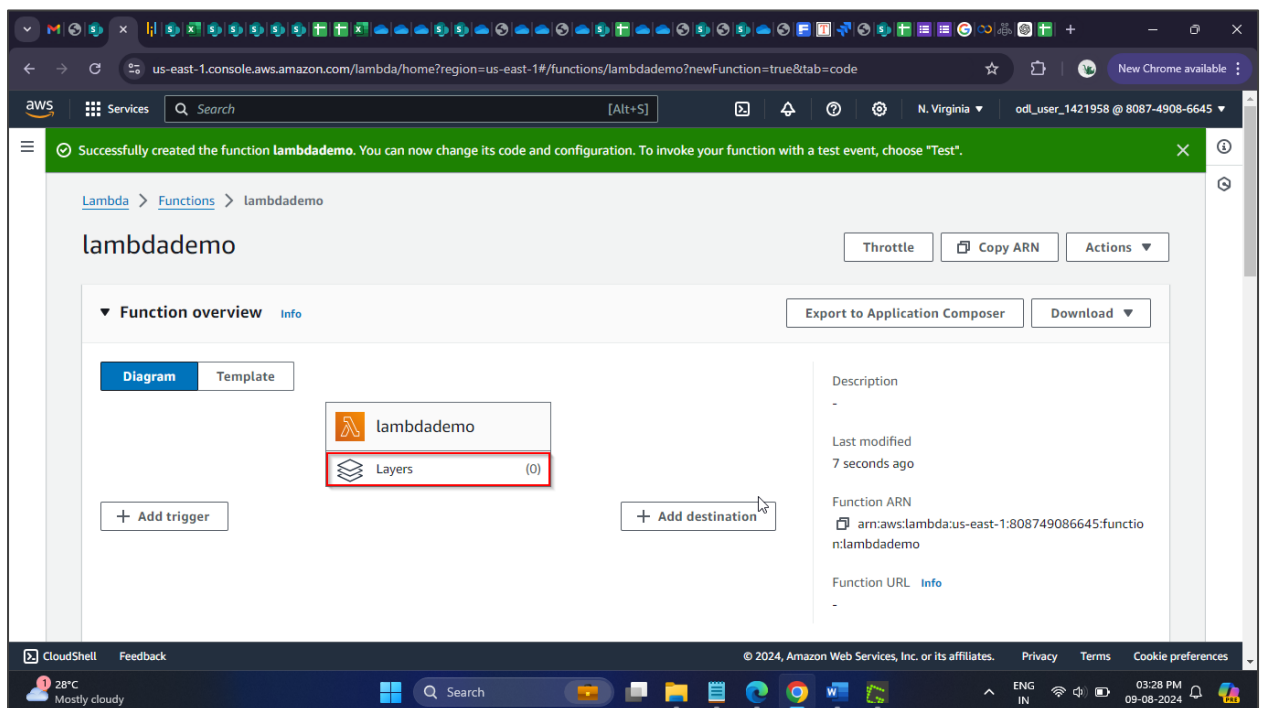 us-east-1.console.aws.amazon.com/lambda/home?region=us-east-1#/functions/lambdademo?newFunction=true&tab=code
New Chrome available
aws
Services
Search
[Alt+S]
N. Virginia
odl_user_1421958 @ 8087-4908-6645
Successfully created the function lambdademo. You can now change its code and configuration. To invoke your function with a test event, choose "Test".
Lambda > Functions > lambdademo
lambdademo
Throttle
Copy ARN
Actions
Function overview Info
Export to Application Composer
Download
Diagram
Template
lambdademo
Layers (0)
+ Add trigger
+ Add destination
Description
-
Last modified
7 seconds ago
Function ARN
arn:aws:lambda:us-east-1:808749086645:functio
n:lambdademo
Function URL Info
-
CloudShell
Feedback
© 2024, Amazon Web Services, Inc. or its affiliates.
Privacy
Terms
Cookie preferences
1
28°C
Mostly cloudy
Search
ENG
IN
03:28 PM
09-08-2024